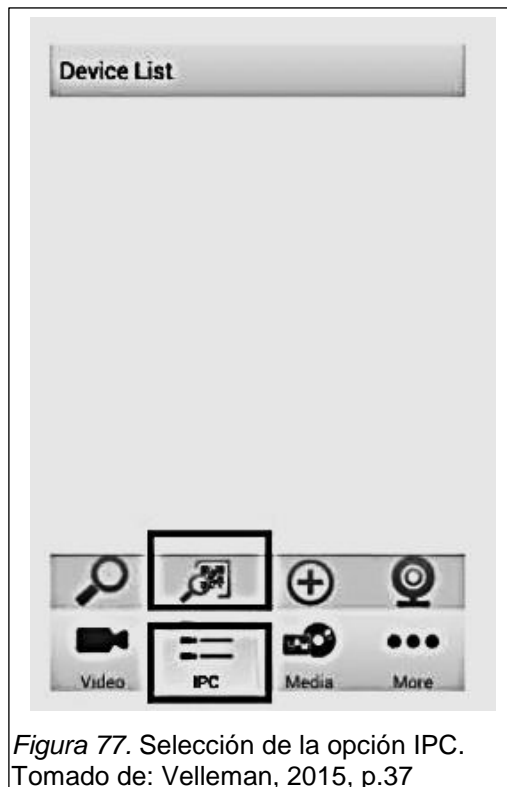 Device List
Video IPC Media More
Figura 77. Selección de la opción IPC.
Tomado de: Velleman, 2015, p.37